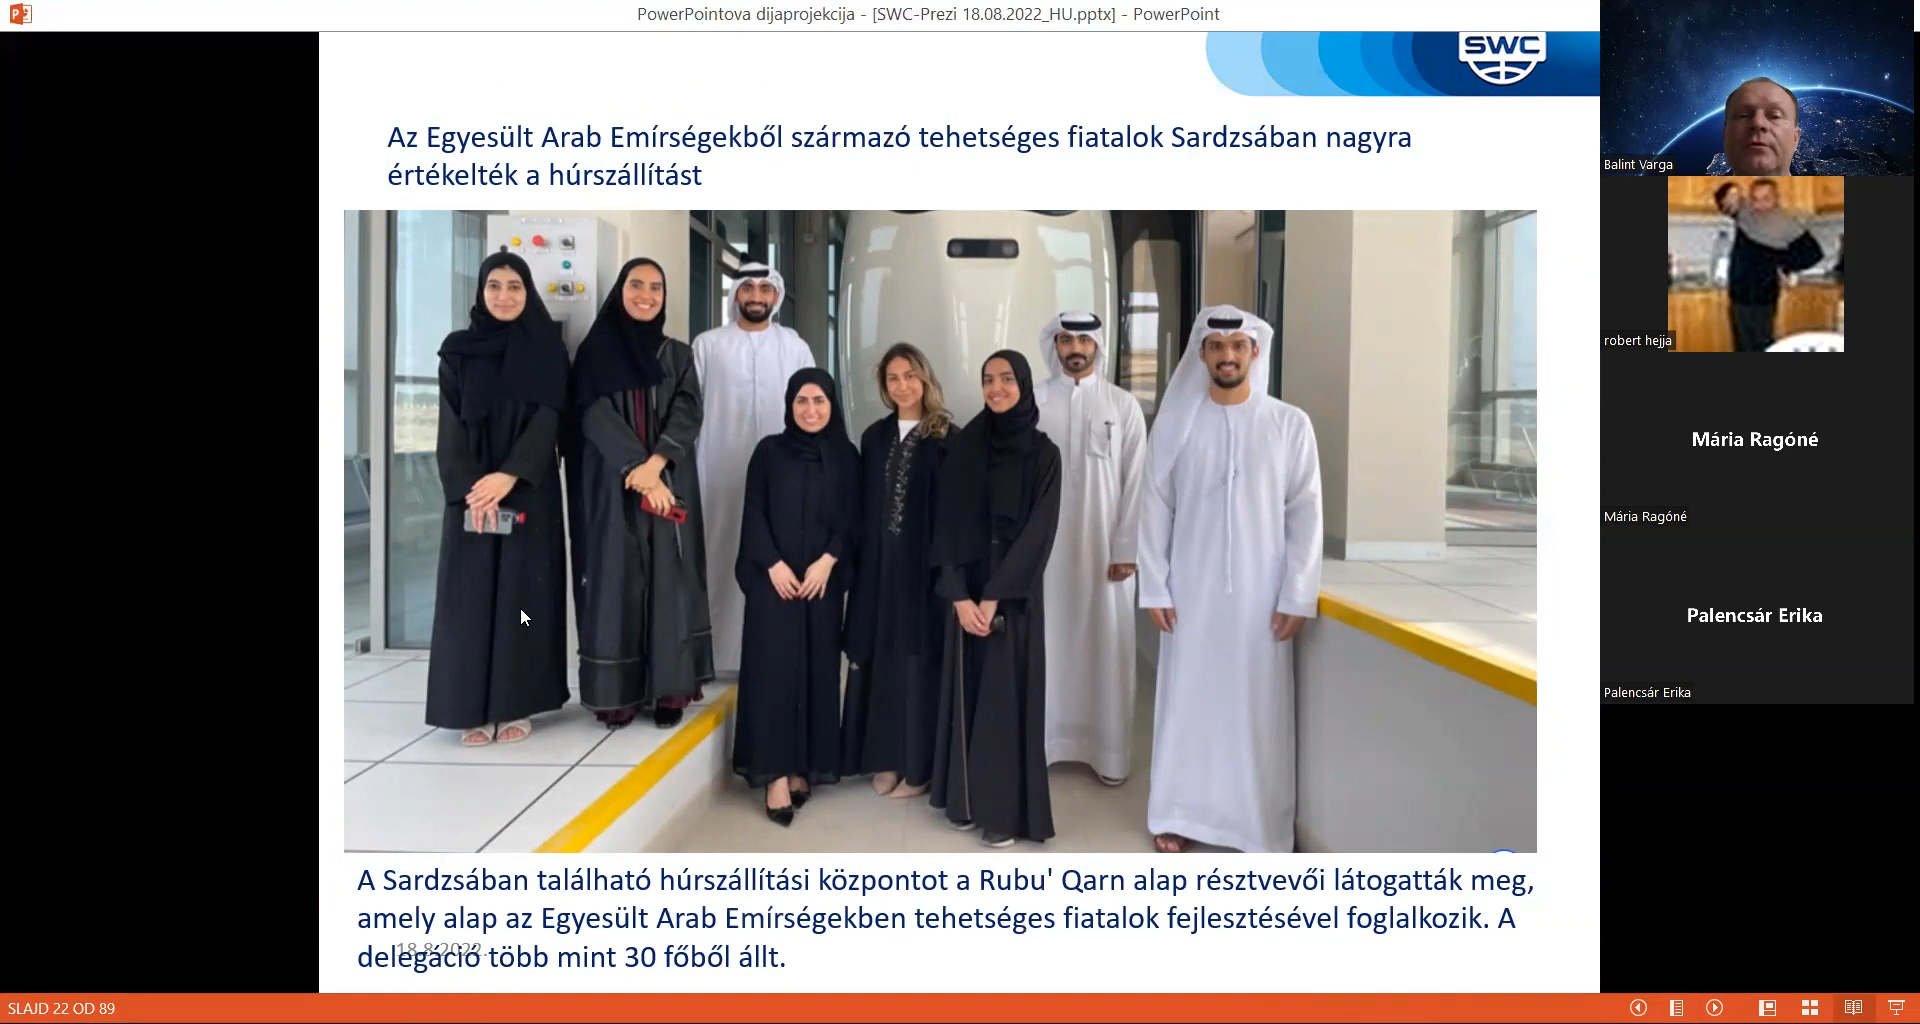 PowerPointova dijaprojekcija - [SWC-Prezi 18.08.2022_HU.pptx] - PowerPoint
SWC
Az Egyesült Arab Emírségekből származó tehetséges fiatalok Sardzsában nagyra
értékelték a húrszállítást
Balint Varga
robert hejja
Mária Ragóné
Mária Ragóné
Palencsár Erika
Palencsár Erika
A Sardzsában található húrszállítási központot a Rubu' Qarn alap résztvevői látogatták meg,
amely alap az Egyesült Arab Emírségekben tehetséges fiatalok fejlesztésével foglalkozik. A
delegáció több mint 30 főből állt.
18.8.2022.
SLAJD 22 OD 89